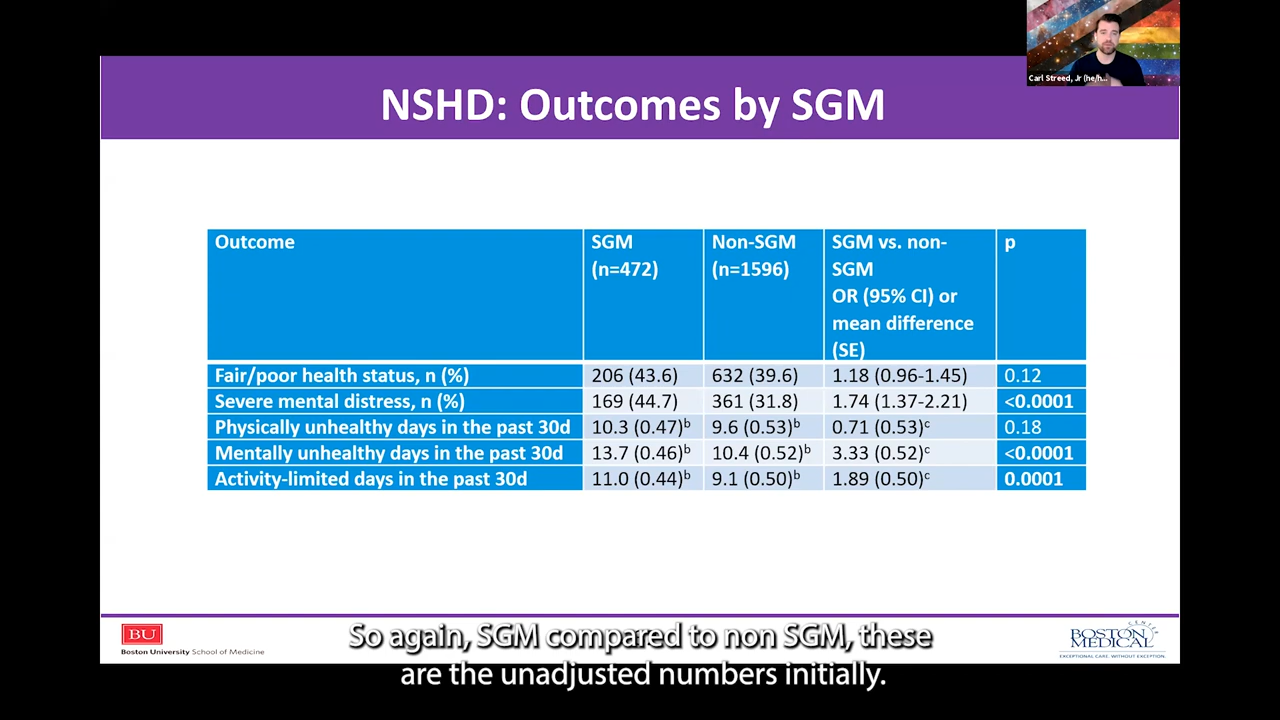 Carl Streed, Jr (he/h...
NSHD: Outcomes by SGM
Outcome
SGM
(n=472)
Non-SGM
(n=1596)
SGM vs. non-
SGM
OR (95% CI) or
mean difference
(SE)
p
Fair/poor health status, n (%) 206 (43.6) 632 (39.6) 1.18 (0.96-1.45) 0.12
Severe mental distress, n (%) 169 (44.7) 361 (31.8) 1.74 (1.37-2.21) <0.0001
Physically unhealthy days in the past 30d 10.3 (0.47)ᵇ 9.6 (0.53)ᵇ 0.71 (0.53)ᶜ 0.18
Mentally unhealthy days in the past 30d 13.7 (0.46)ᵇ 10.4 (0.52)ᵇ 3.33 (0.52)ᶜ <0.0001
Activity-limited days in the past 30d 11.0 (0.44)ᵇ 9.1 (0.50)ᵇ 1.89 (0.50)ᶜ 0.0001
BU
Boston University School of Medicine
So again, SGM compared to non SGM, these
are the unadjusted numbers initially.
BOSTON
MEDICAL
CENTER
EXCEPTIONAL CARE. WITHOUT EXCEPTION.